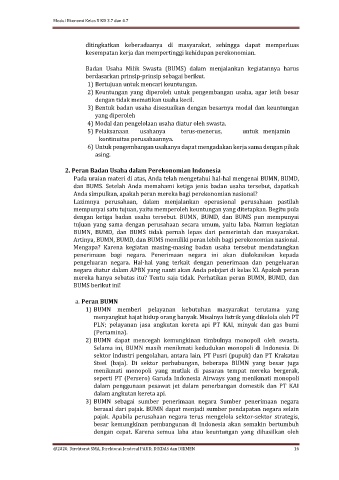 Modul Ekonomi Kelas X KD 3.7 dan 4.7
ditingkatkan keberadaanya di masyarakat, sehingga dapat memperluas
kesempatan kerja dan mempertinggi kehidupan perekonomian.
Badan Usaha Milik Swasta (BUMS) dalam menjalankan kegiatannya harus
berdasarkan prinsip-prinsip sebagai berikut.
1) Bertujuan untuk mencari keuntungan.
2) Keuntungan yang diperoleh untuk pengembangan usaha, agar lebih besar
dengan tidak mematikan usaha kecil.
3) Bentuk badan usaha disesuaikan dengan besarnya modal dan keuntungan
yang diperoleh
4) Modal dan pengelolaan usaha diatur oleh swasta.
5) Pelaksanaan usahanya terus-menerus, untuk menjamin
kontinuitas perusahaannya.
6) Untuk pengembangan usahanya dapat mengadakan kerja sama dengan pihak
asing.
2. Peran Badan Usaha dalam Perekonomian Indonesia
Pada uraian materi di atas, Anda telah mengetahui hal-hal mengenai BUMN, BUMD,
dan BUMS. Setelah Anda memahami ketiga jenis badan usaha tersebut, dapatkah
Anda simpulkan, apakah peran mereka bagi perekonomian nasional?
Lazimnya perusahaan, dalam menjalankan operasional perusahaan pastilah
mempunyai satu tujuan, yaitu memperoleh keuntungan yang ditetapkan. Begitu pula
dengan ketiga badan usaha tersebut. BUMN, BUMD, dan BUMS pun mempunyai
tujuan yang sama dengan perusahaan secara umum, yaitu laba. Namun kegiatan
BUMN, BUMD, dan BUMS tidak pernah lepas dari pemerintah dan masyarakat.
Artinya, BUMN, BUMD, dan BUMS memiliki peran lebih bagi perekonomian nasional.
Mengapa? Karena kegiatan masing-masing badan usaha tersebut mendatangkan
penerimaan bagi negara. Penerimaan negara ini akan dialokasikan kepada
pengeluaran negara. Hal-hal yang terkait dengan penerimaan dan pengeluaran
negara diatur dalam APBN yang nanti akan Anda pelajari di kelas XI. Apakah peran
mereka hanya sebatas itu? Tentu saja tidak. Perhatikan peran BUMN, BUMD, dan
BUMS berikut ini!
a. Peran BUMN
1) BUMN memberi pelayanan kebutuhan masyarakat terutama yang
menyangkut hajat hidup orang banyak. Misalnya listrik yang dikelola oleh PT
PLN; pelayanan jasa angkutan kereta api PT KAI, minyak dan gas bumi
(Pertamina).
2) BUMN dapat mencegah kemungkinan timbulnya monopoli oleh swasta.
Selama ini, BUMN masih menikmati kedudukan monopoli di Indonesia. Di
sektor industri pengolahan, antara lain, PT Pusri (pupuk) dan PT Krakatau
Steel (baja). Di sektor perhubungan, beberapa BUMN yang besar juga
menikmati monopoli yang mutlak di pasaran tempat mereka bergerak,
seperti PT (Persero) Garuda Indonesia Airways yang menikmati monopoli
dalam penggunaan pesawat jet dalam penerbangan domestik dan PT KAI
dalam angkutan kereta api.
3) BUMN sebagai sumber penerimaan negara Sumber penerimaan negara
berasal dari pajak. BUMN dapat menjadi sumber pendapatan negara selain
pajak. Apabila perusahaan negara terus mengelola sektor-sektor strategis,
besar kemungkinan pembangunan di Indonesia akan semakin bertumbuh
dengan cepat. Karena semua laba atau keuntungan yang dihasilkan oleh
@2020, Direktorat SMA, Direktorat Jenderal PAUD, DIKDAS dan DIKMEN 16